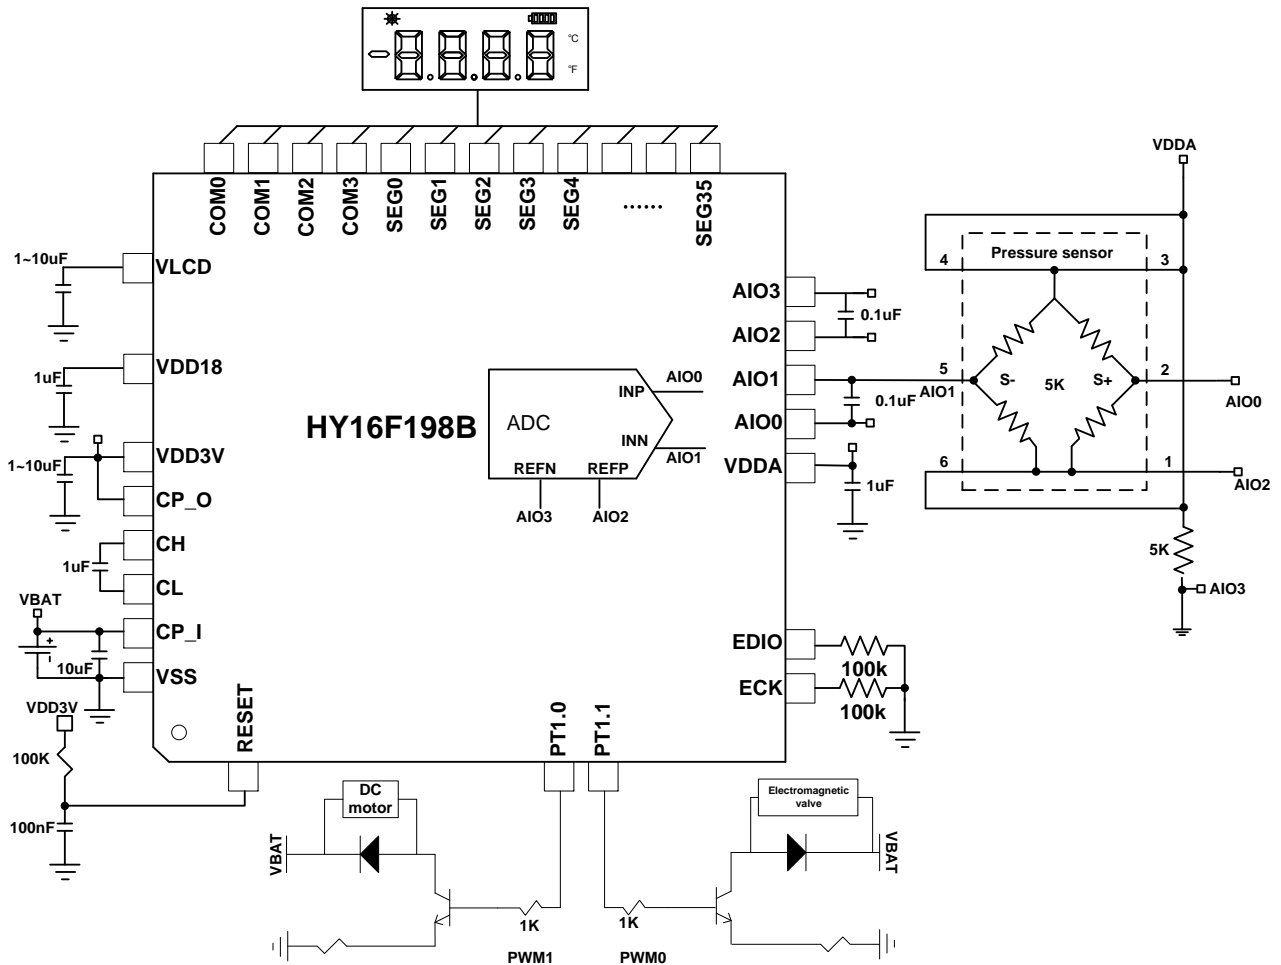 °C
°F
COM0
COM1
COM2
COM3
SEG0
SEG1
SEG2
SEG3
SEG4
......
SEG35
VDDA
1~10uF
VLCD
1uF
VDD18
1~10uF
VDD3V
CP_O
CH
1uF
CL
VBAT
+
CP_I
10uF
VSS
VDD3V
100K
100nF
RESET
HY16F198B
ADC
INP
AIO0
INN
AIO1
REFN
REFP
AIO3
AIO2
AIO3
0.1uF
AIO2
AIO1
0.1uF
AIO0
VDDA
1uF
EDIO
100k
ECK
100k
Pressure sensor
4
3
5
AIO1
S-
5K
S+
2
AIO0
6
1
AIO2
5K
AIO3
PT1.0
PT1.1
DC
motor
VBAT
1K
PWM1
Electromagnetic
valve
VBAT
1K
PWM0